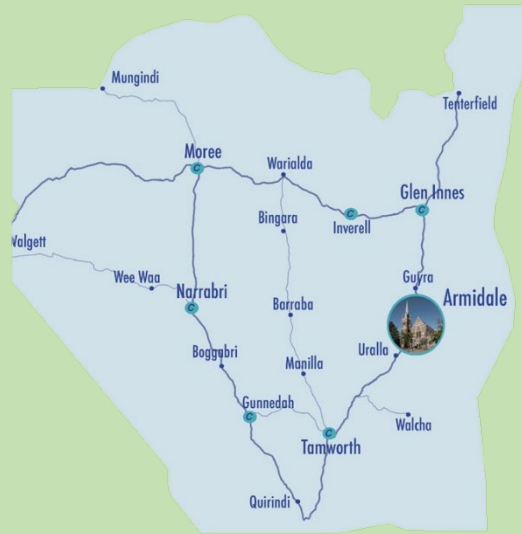 Mungindi
Tenterfield
Moree
Warialda
Glen Innes
Bingara
Inverell
Walgett
Wee Waa
Narrabri
Guyra
Armidale
Barraba
Boggabri
Manilla
Uralla
Gunnedah
Walcha
Tamworth
Quirindi
C
C
C
C
C
C